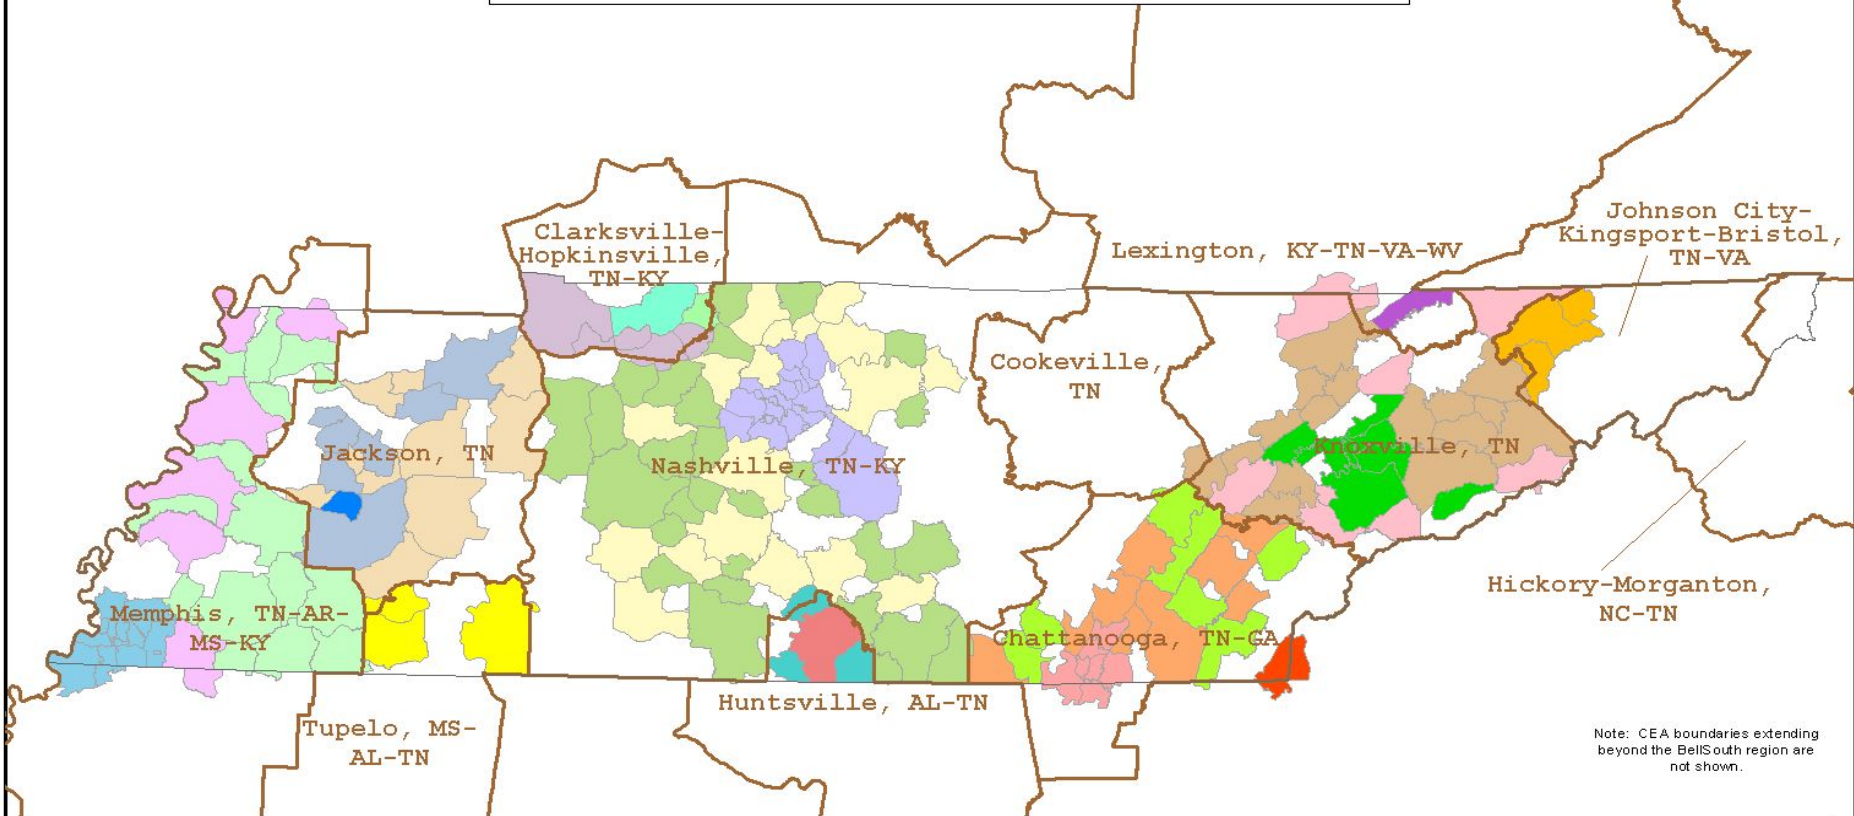 Clarksville-
Hopkinsville,
TN-KY
Lexington, KY-TN-VA-WV
Johnson City-
Kingsport-Bristol,
TN-VA
Cookeville,
TN
Jackson, TN
Nashville, TN-KY
Knoxville, TN
Memphis, TN-AR-
MS-KY
Chattanooga, TN-GA
Hickory-Morganton,
NC-TN
Huntsville, AL-TN
Tupelo, MS-
AL-TN
Note: CEA boundaries extending
beyond the BellSouth region are
not shown.